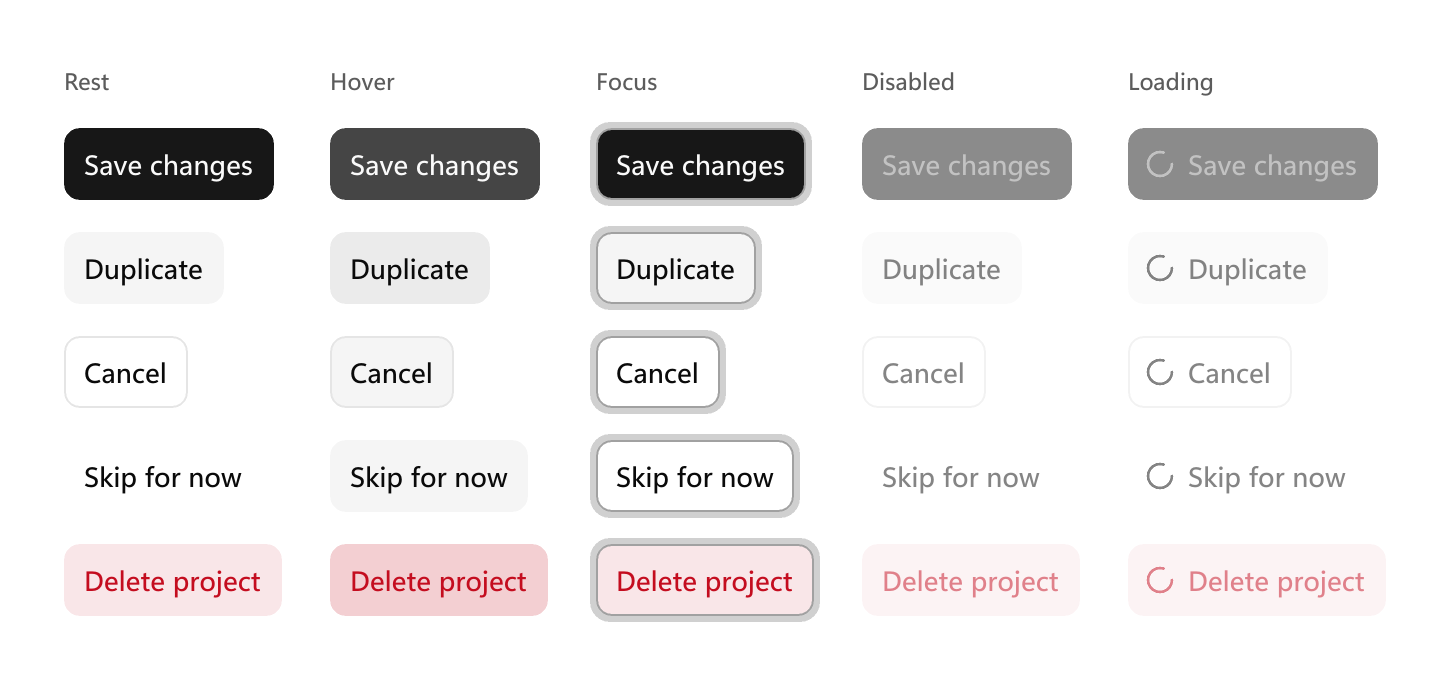 Rest Hover Focus Disabled Loading
Save changes Save changes Save changes Save changes Save changes
Duplicate Duplicate Duplicate Duplicate Duplicate
Cancel Cancel Cancel Cancel Cancel
Skip for now Skip for now Skip for now Skip for now Skip for now
Delete project Delete project Delete project Delete project Delete project